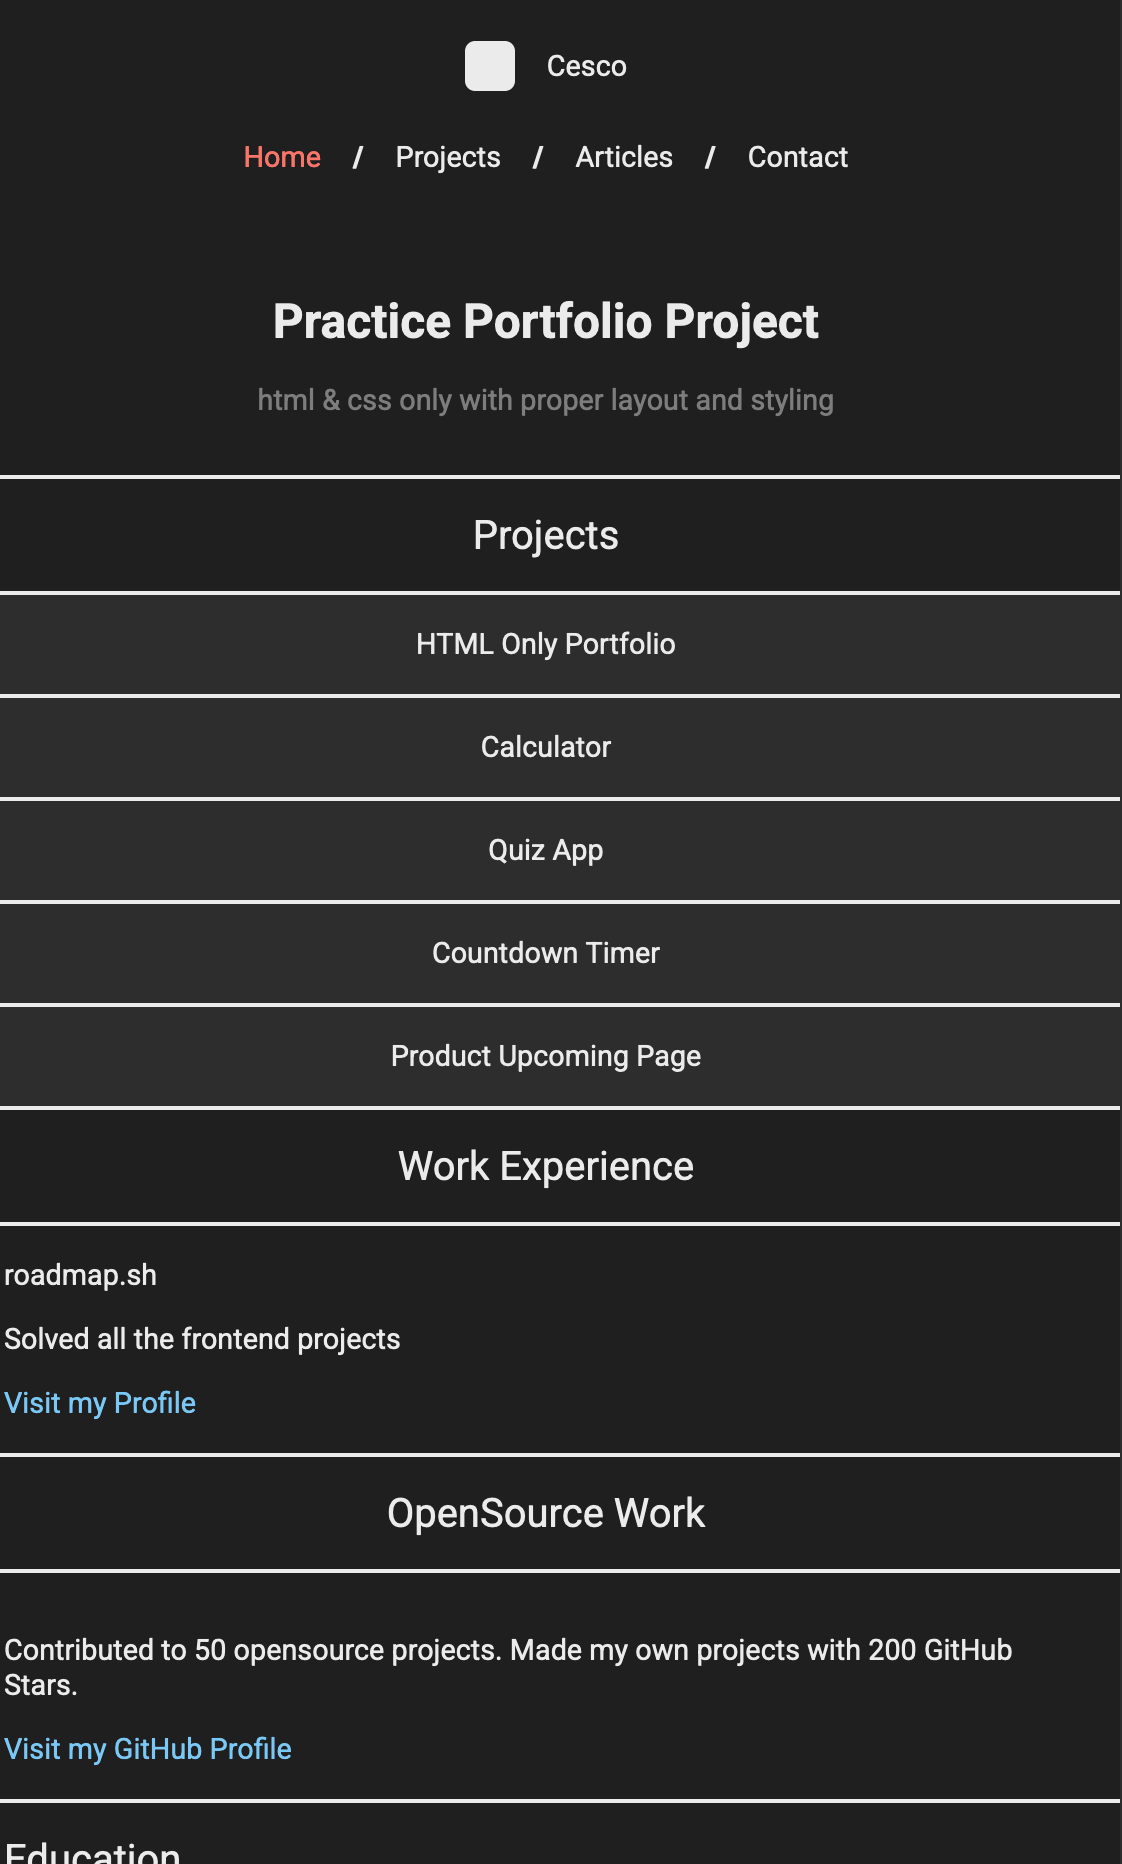 Cesco
Home / Projects / Articles / Contact
Practice Portfolio Project
html & css only with proper layout and styling
Projects
HTML Only Portfolio
Calculator
Quiz App
Countdown Timer
Product Upcoming Page
Work Experience
roadmap.sh
Solved all the frontend projects
Visit my Profile
OpenSource Work
Contributed to 50 opensource projects. Made my own projects with 200 GitHub
Stars.
Visit my GitHub Profile
Education